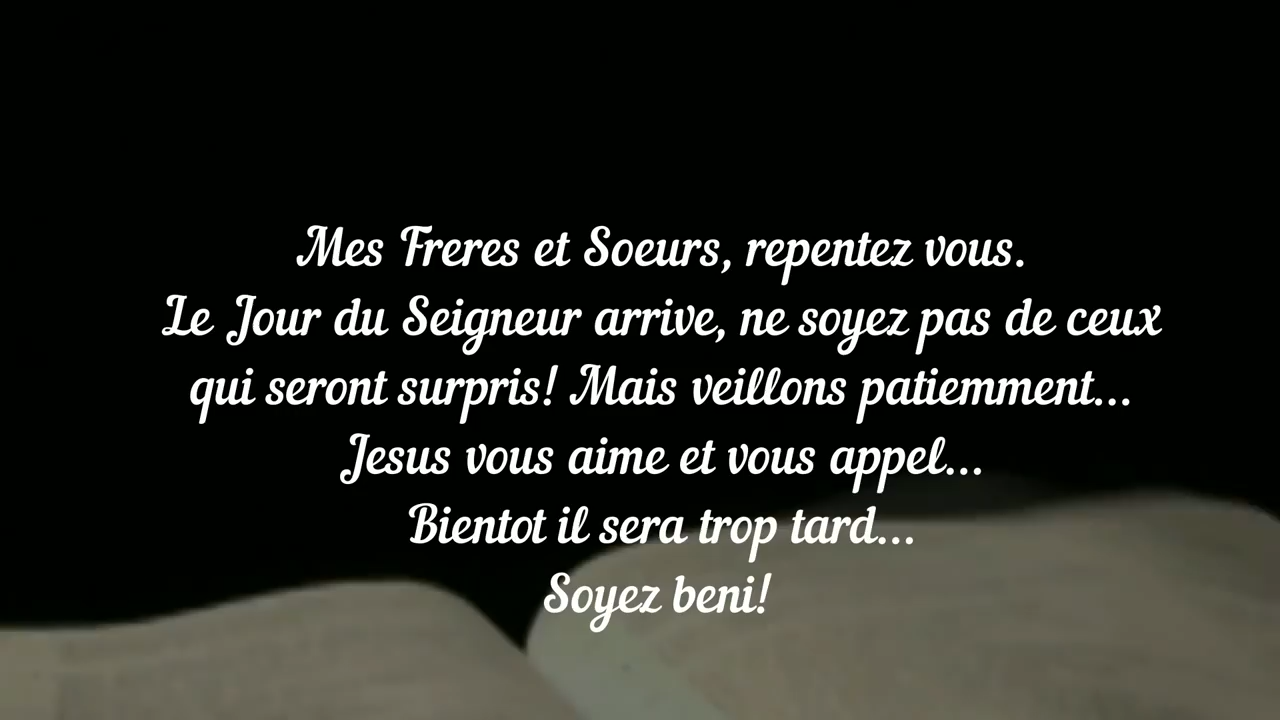 Mes Freres et Soeurs, repentez vous.
Le Jour du Seigneur arrive, ne soyez pas de ceux
qui seront surpris! Mais veillons patiemment...
Jesus vous aime et vous appel...
Bientot il sera trop tard...
Soyez beni!